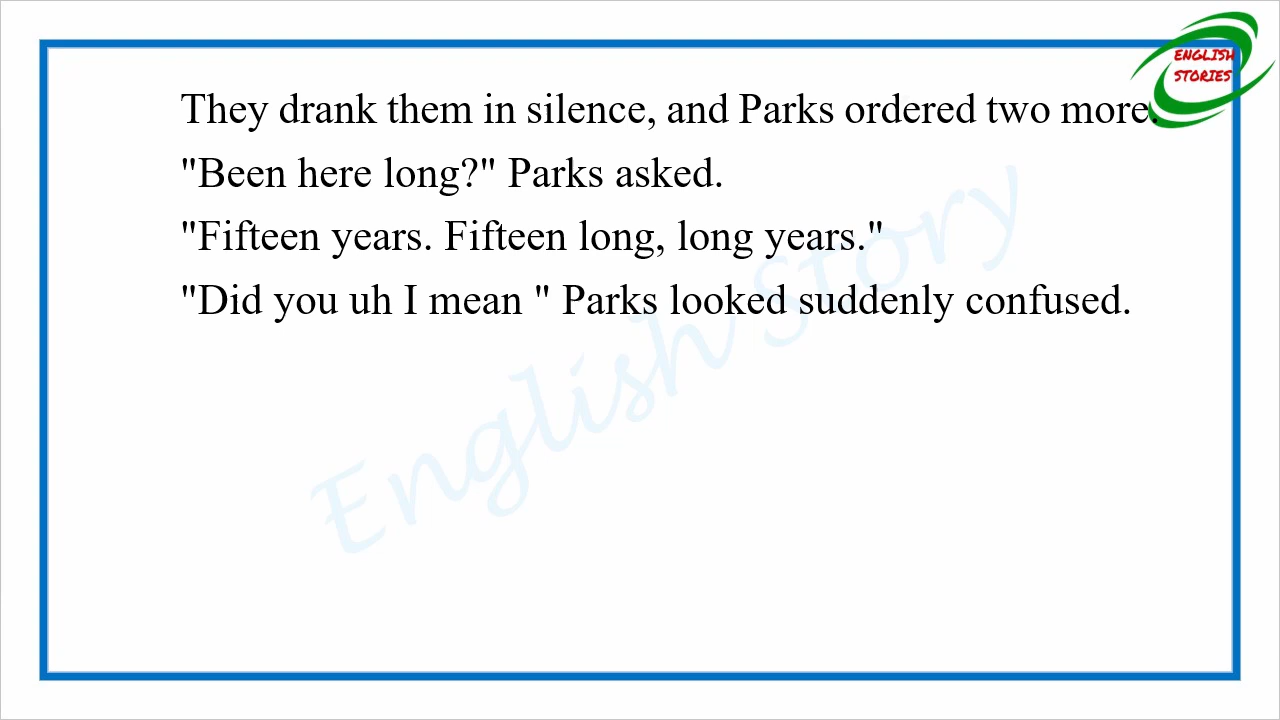 ENGLISH
STORIES
They drank them in silence, and Parks ordered two more.
"Been here long?" Parks asked.
"Fifteen years. Fifteen long, long years."
"Did you uh I mean " Parks looked suddenly confused.
English Story